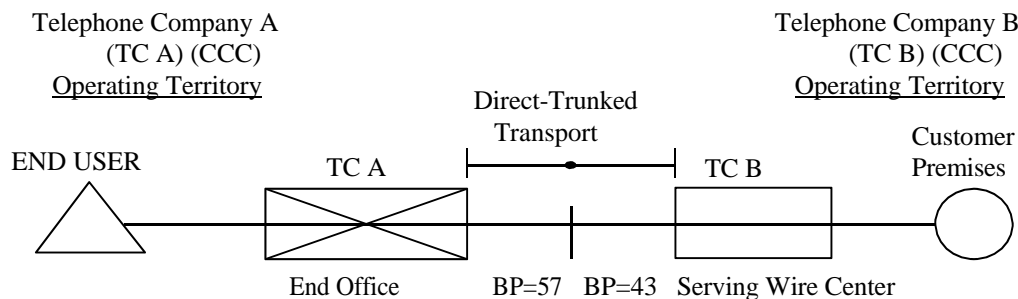 Telephone Company A
(TC A) (CCC)
Operating Territory
Telephone Company B
(TC B) (CCC)
Operating Territory
Direct-Trunked
Transport
END USER
TC A
TC B
Customer
Premises
End Office
BP=57
BP=43
Serving Wire Center